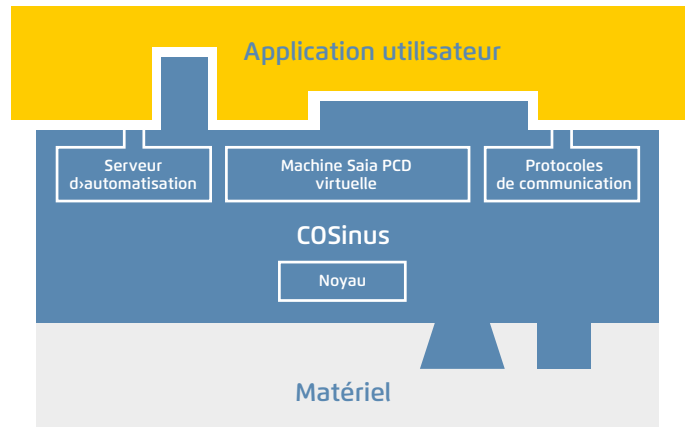 Application utilisateur
Serveur
d›automatisation
Machine Saia PCD
virtuelle
Protocoles
de communication
COSinus
Noyau
Matériel